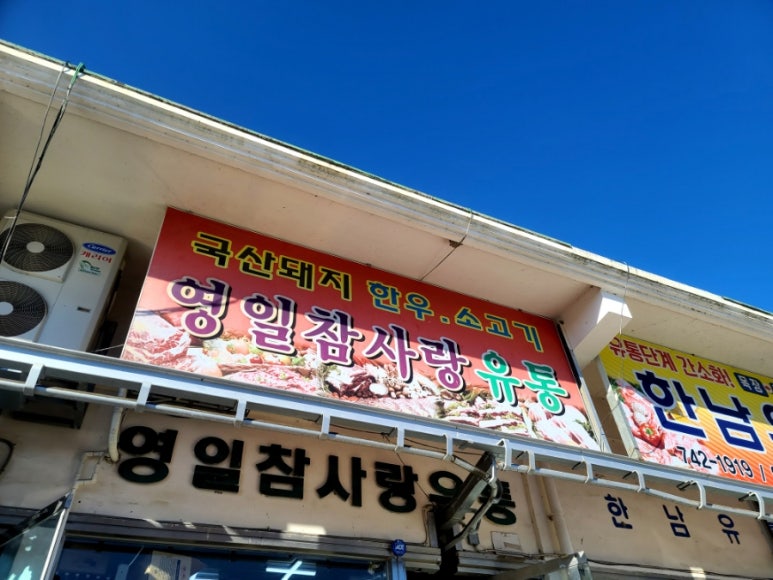 국산돼지 한우.소고기
영일참사랑 유통
영일참사랑유통
Carrier
캐리어
유통단계 간소화!
한남
742-1919 /
한남유